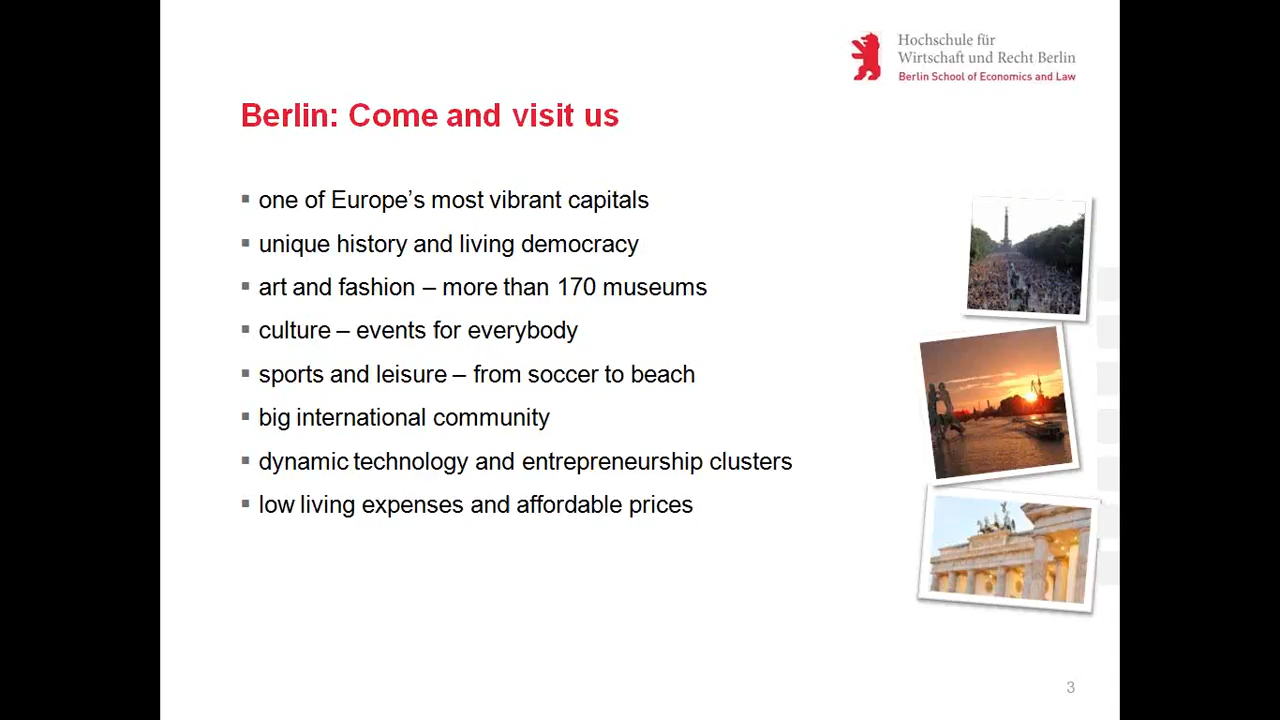 Hochschule für
Wirtschaft und Recht Berlin
Berlin School of Economics and Law
Berlin: Come and visit us
▪ one of Europe’s most vibrant capitals
▪ unique history and living democracy
▪ art and fashion – more than 170 museums
▪ culture – events for everybody
▪ sports and leisure – from soccer to beach
▪ big international community
▪ dynamic technology and entrepreneurship clusters
▪ low living expenses and affordable prices
3